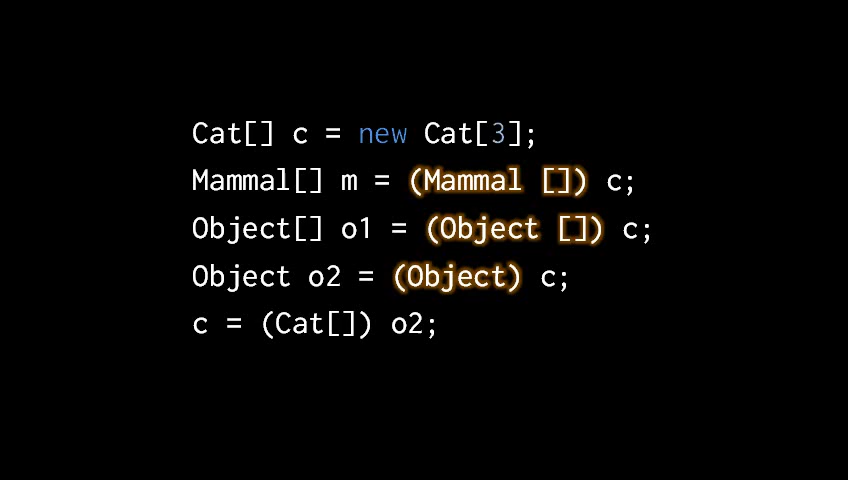 Cat[] c = new Cat[3];
Mammal[] m = (Mammal []) c;
Object[] o1 = (Object []) c;
Object o2 = (Object) c;
c = (Cat[]) o2;